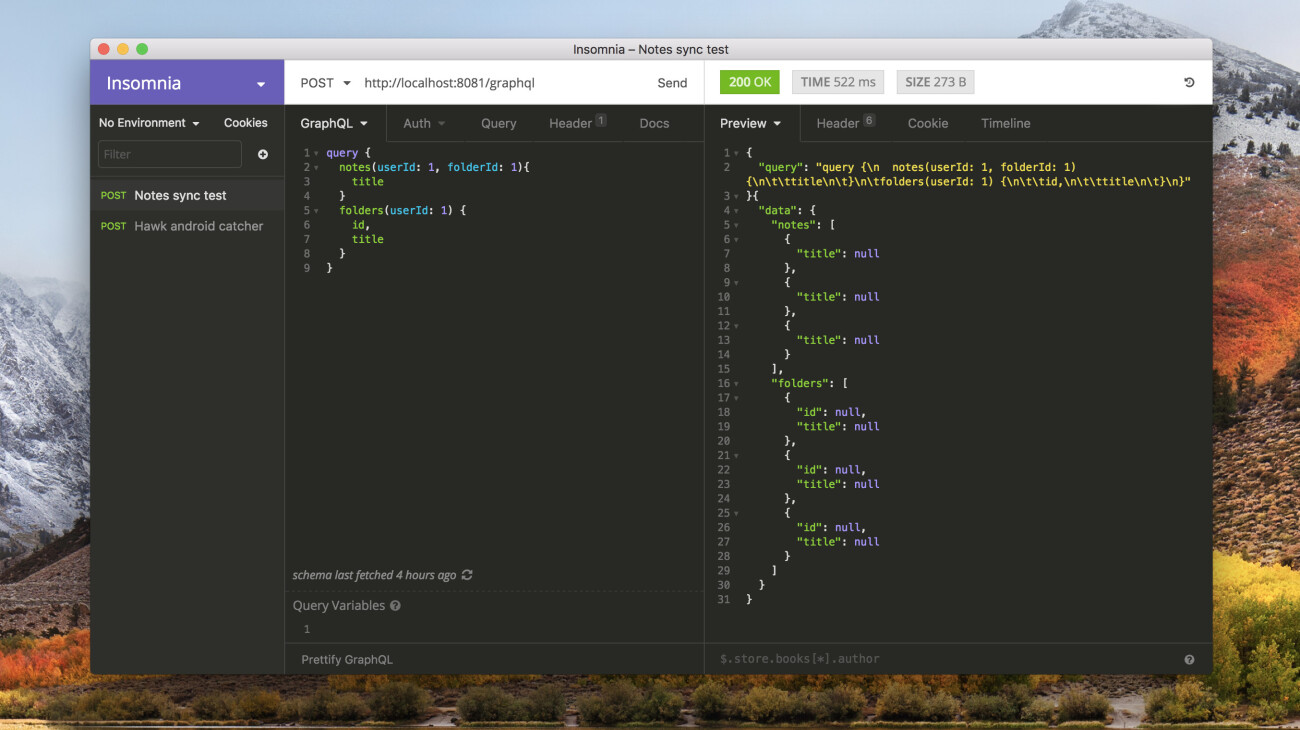 Insomnia – Notes sync test
Insomnia
POST http://localhost:8081/graphql Send
200 OK TIME 522 ms SIZE 273 B
No Environment Cookies
Filter
POST Notes sync test
POST Hawk android catcher
GraphQL Auth Query Header 1 Docs
1 query {
2 notes(userId: 1, folderId: 1){
3 title
4 }
5 folders(userId: 1) {
6 id,
7 title
8 }
9 }
schema last fetched 4 hours ago
Query Variables ?
1
Prettify GraphQL
Preview Header 6 Cookie Timeline
1 {
2 "query": "query {\n  notes(userId: 1, folderId: 1)
{\n\t\ttitle\n\t}\n\tfolders(userId: 1) {\n\t\tid,\n\t\ttitle\n\t}\n}"
3 }{
4 "data": {
5 "notes": [
6 {
7 "title": null
8 },
9 {
10 "title": null
11 },
12 {
13 "title": null
14 }
15 ],
16 "folders": [
17 {
18 "id": null,
19 "title": null
20 },
21 {
22 "id": null,
23 "title": null
24 },
25 {
26 "id": null,
27 "title": null
28 }
29 ]
30 }
31 }
$.store.books[*].author ?